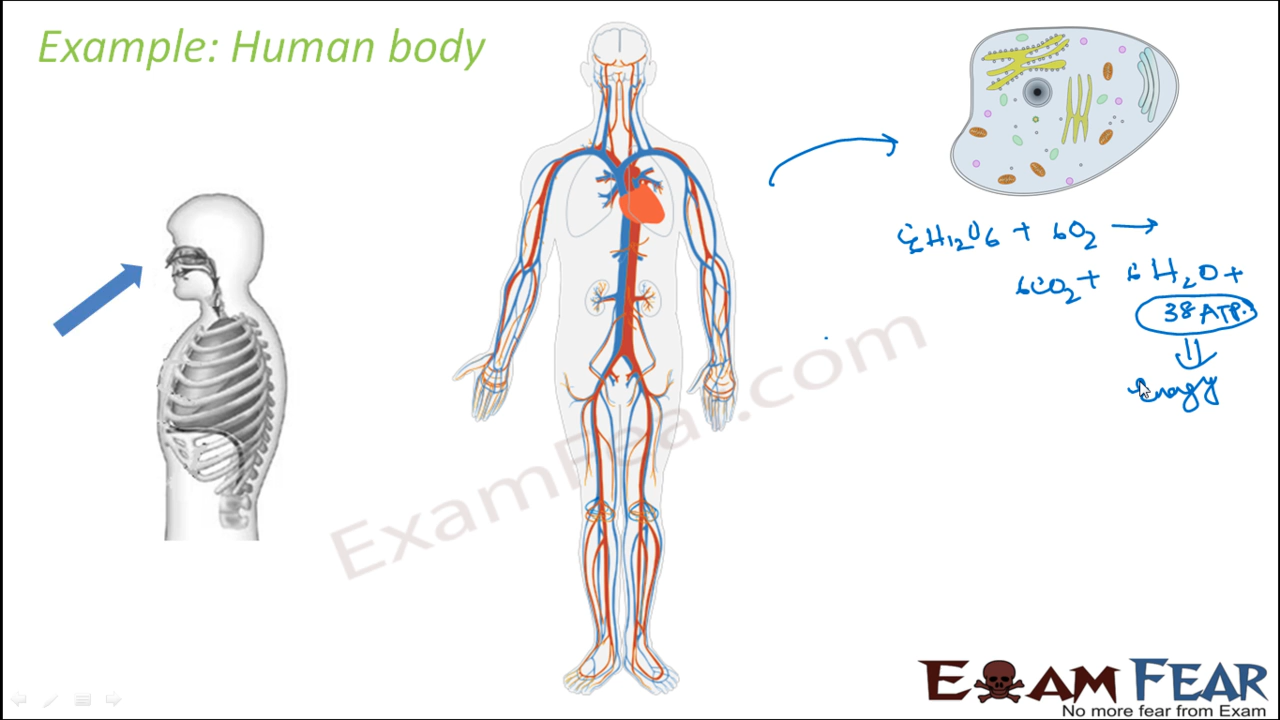 Example: Human body
C6H12O6 + 6O2 →
6CO2 + 6H2O +
38 ATP.
Energy
ExamFear.com
EXAM FEAR
No more fear from Exam